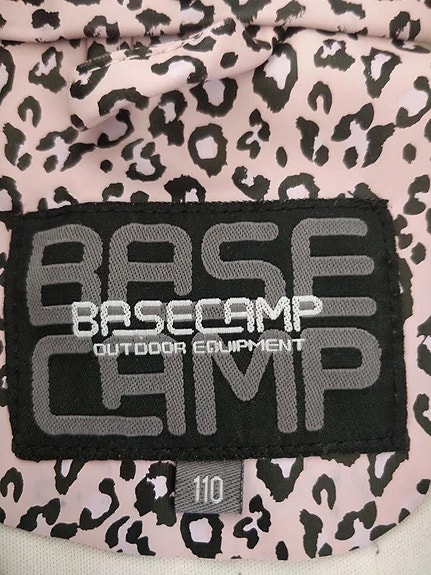 BASE
BASECAMP
OUTDOOR EQUIPMENT
CAMP
110